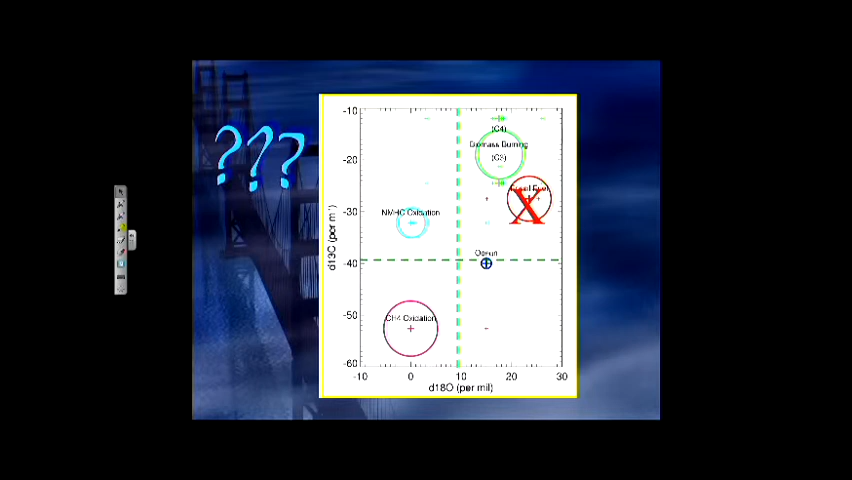 ???
-10
-20
-30
-40
-50
-60
d13C (per mil)
(C4)
Biomass Burning
(C3)
Fossil Fuel
X
NMHC Oxidation
Ocean
CH4 Oxidation
-10 0 10 20 30
d18O (per mil)